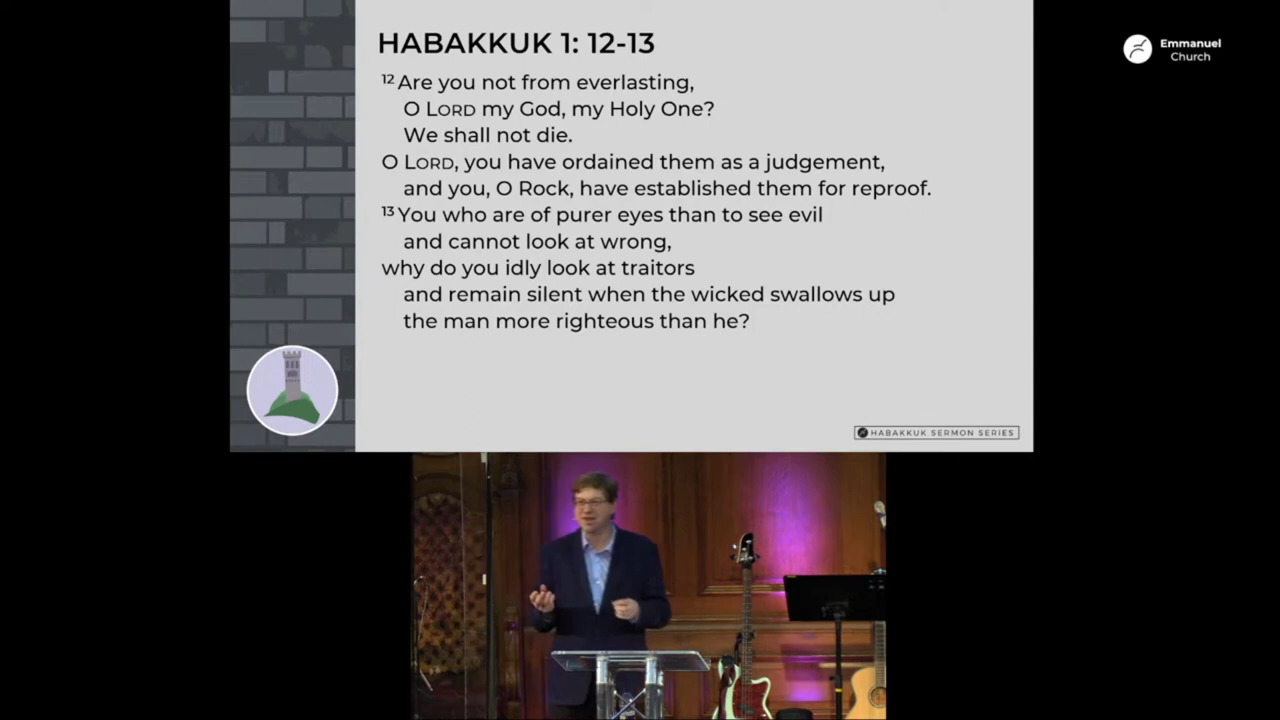 HABAKKUK 1: 12-13
12 Are you not from everlasting,
O LORD my God, my Holy One?
We shall not die.
O LORD, you have ordained them as a judgement,
and you, O Rock, have established them for reproof.
13 You who are of purer eyes than to see evil
and cannot look at wrong,
why do you idly look at traitors
and remain silent when the wicked swallows up
the man more righteous than he?
HABAKKUK SERMON SERIES
Emmanuel
Church